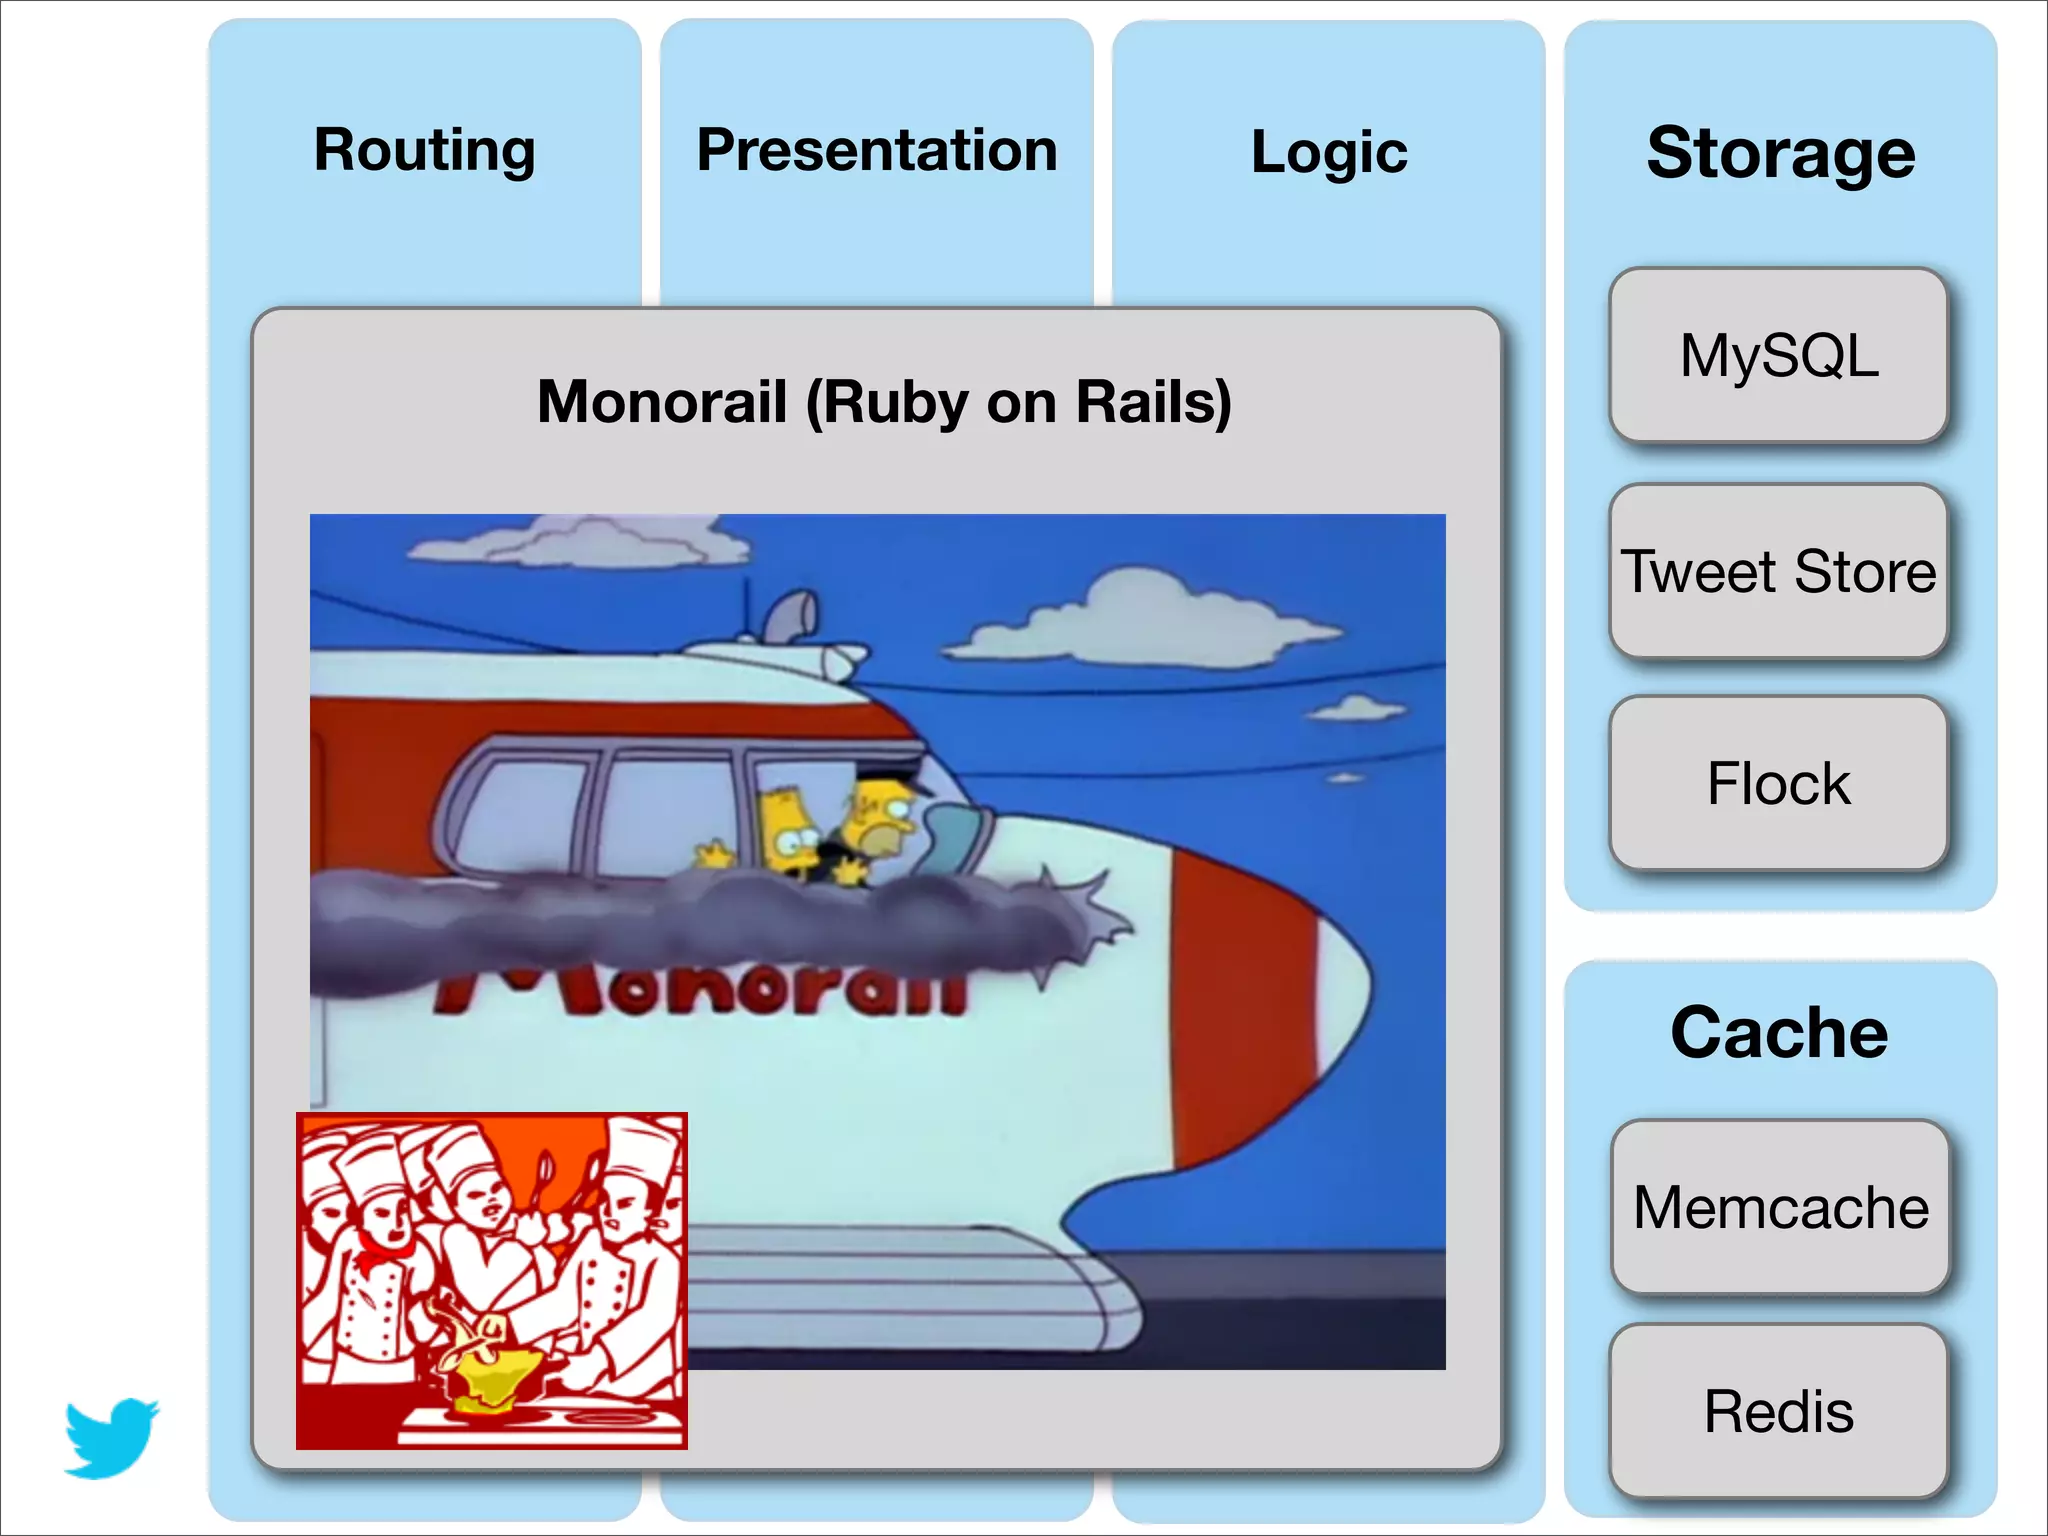 Routing
Presentation
Logic
Storage
Monorail (Ruby on Rails)
Monorail
MySQL
Tweet Store
Flock
Cache
Memcache
Redis